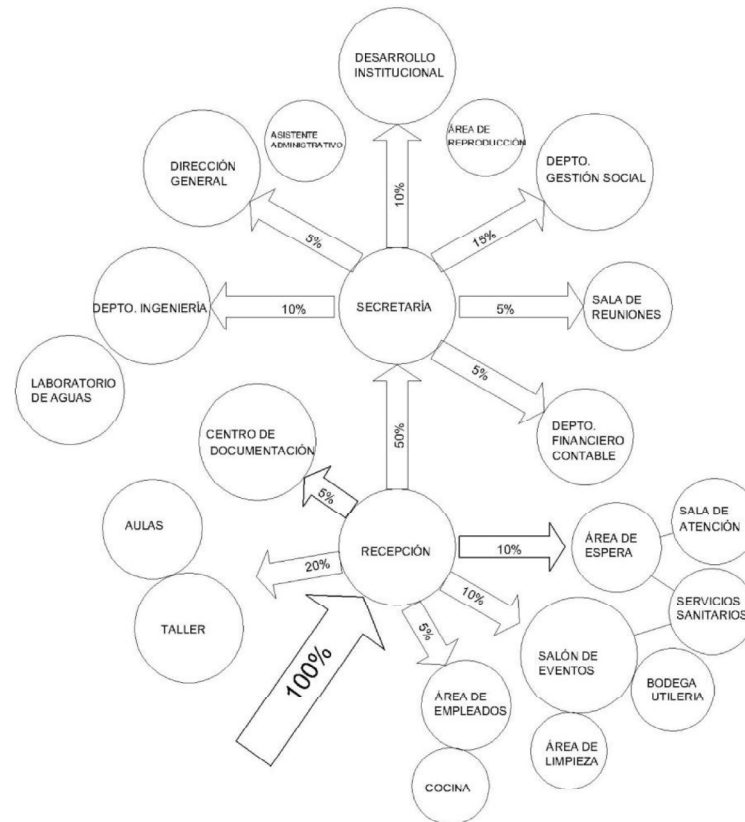 DESARROLLO
INSTITUCIONAL
ASISTENTE
ADMINISTRATIVO
ÁREA DE
REPRODUCCIÓN
DIRECCIÓN
GENERAL
DEPTO.
GESTIÓN SOCIAL
10%
5%
15%
DEPTO. INGENIERÍA
10%
SECRETARÍA
5%
SALA DE
REUNIONES
LABORATORIO
DE AGUAS
5%
CENTRO DE
DOCUMENTACIÓN
50%
DEPTO.
FINANCIERO
CONTABLE
5%
AULAS
RECEPCIÓN
10%
ÁREA DE
ESPERA
SALA DE
ATENCIÓN
20%
10%
5%
TALLER
100%
SERVICIOS
SANITARIOS
SALÓN DE
EVENTOS
BODEGA
UTILERIA
ÁREA DE
EMPLEADOS
ÁREA DE
LIMPIEZA
COCINA